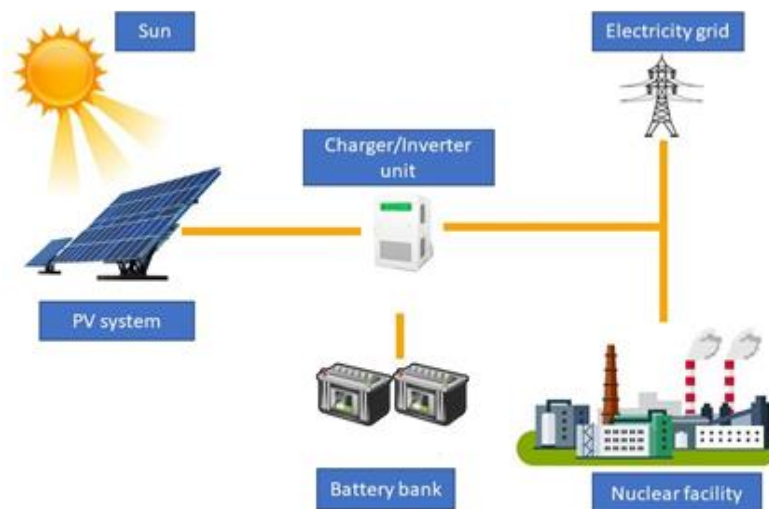 Sun
Electricity grid
Charger/Inverter
unit
PV system
Battery bank
Nuclear facility